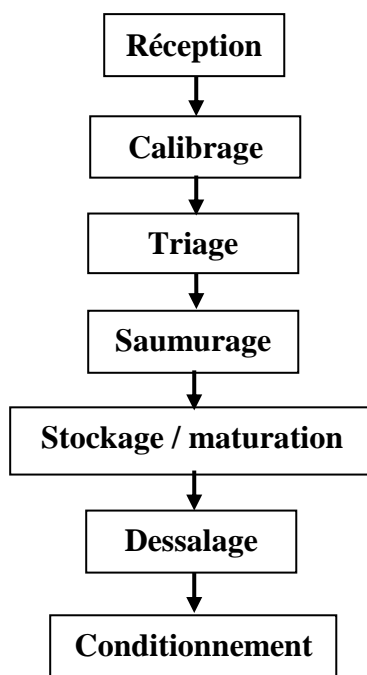 Réception
Calibrage
Triage
Saumurage
Stockage / maturation
Dessalage
Conditionnement